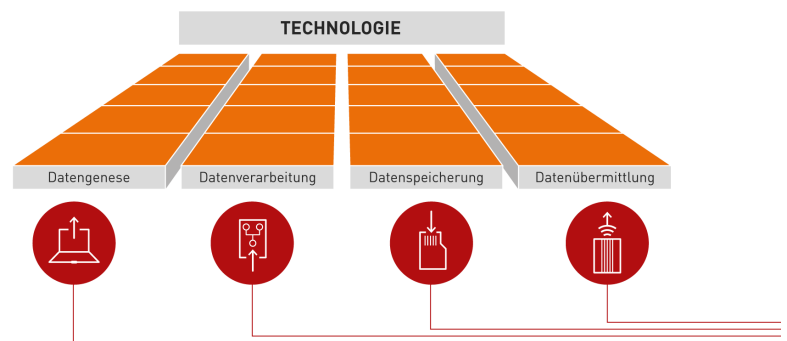 TECHNOLOGIE
Datengenese
Datenverarbeitung
Datenspeicherung
Datenübermittlung